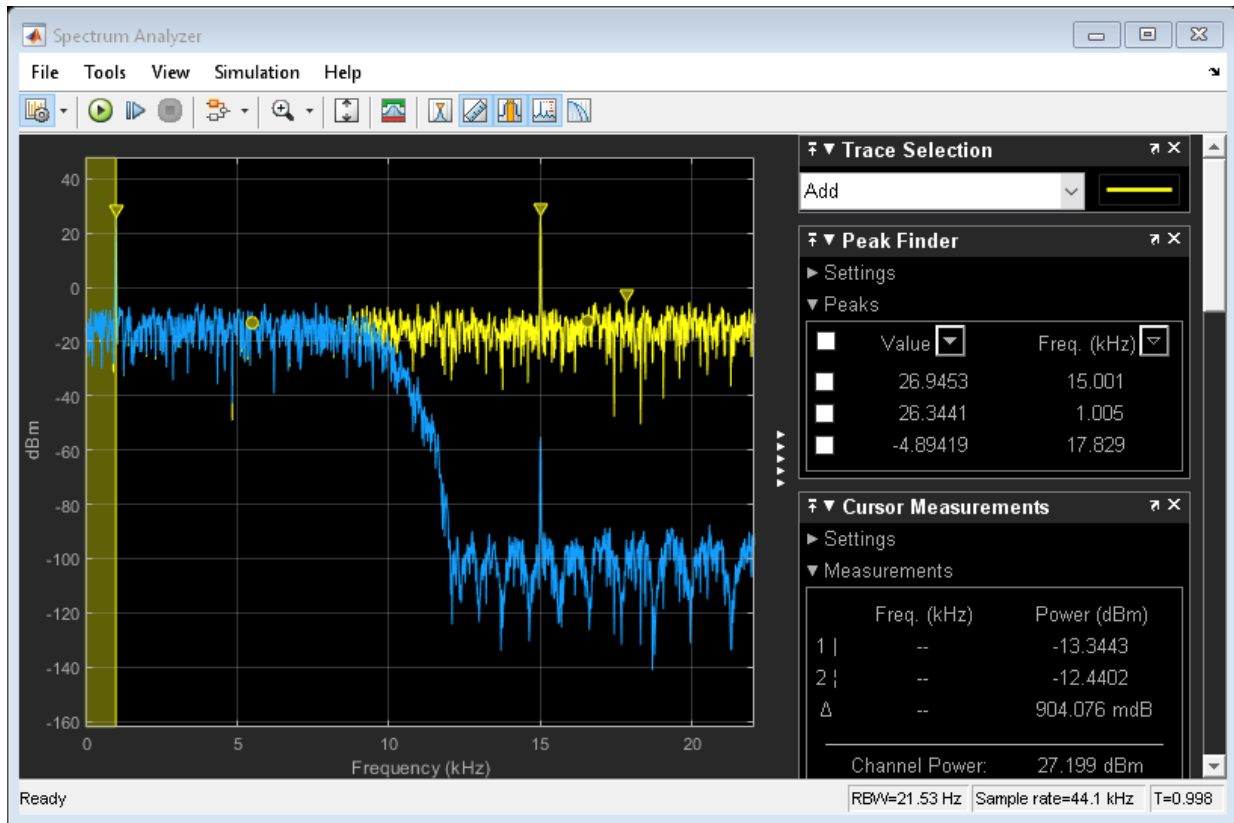 Spectrum Analyzer
File Tools View Simulation Help
Trace Selection
Add
Peak Finder
Settings
Peaks
Value Freq. (kHz)
26.9453 15.001
26.3441 1.005
-4.89419 17.829
Cursor Measurements
Settings
Measurements
Freq. (kHz) Power (dBm)
1 | -- -13.3443
2 ¦ -- -12.4402
Δ -- 904.076 mdB
Channel Power: 27.199 dBm
40
20
0
-20
-40
-60
-80
-100
-120
-140
-160
dBm
0 5 10 15 20
Frequency (kHz)
Ready RBW=21.53 Hz Sample rate=44.1 kHz T=0.998